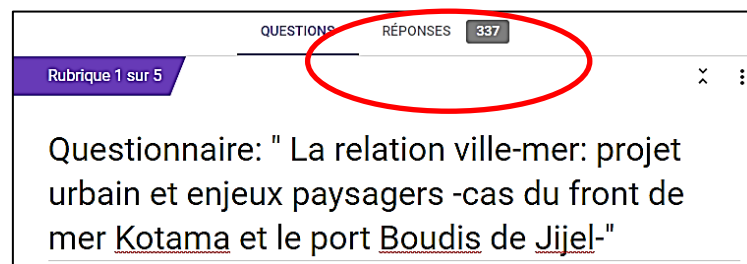 QUESTIONS RÉPONSES 337
Rubrique 1 sur 5
Questionnaire: " La relation ville-mer: projet
urbain et enjeux paysagers -cas du front de
mer Kotama et le port Boudis de Jijel-"